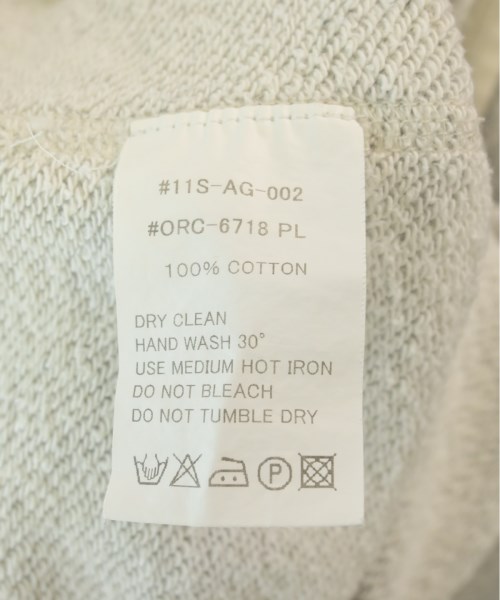 #11S-AG-002
#ORC-6718 PL
100% COTTON
DRY CLEAN
HAND WASH 30°
USE MEDIUM HOT IRON
DO NOT BLEACH
DO NOT TUMBLE DRY
P